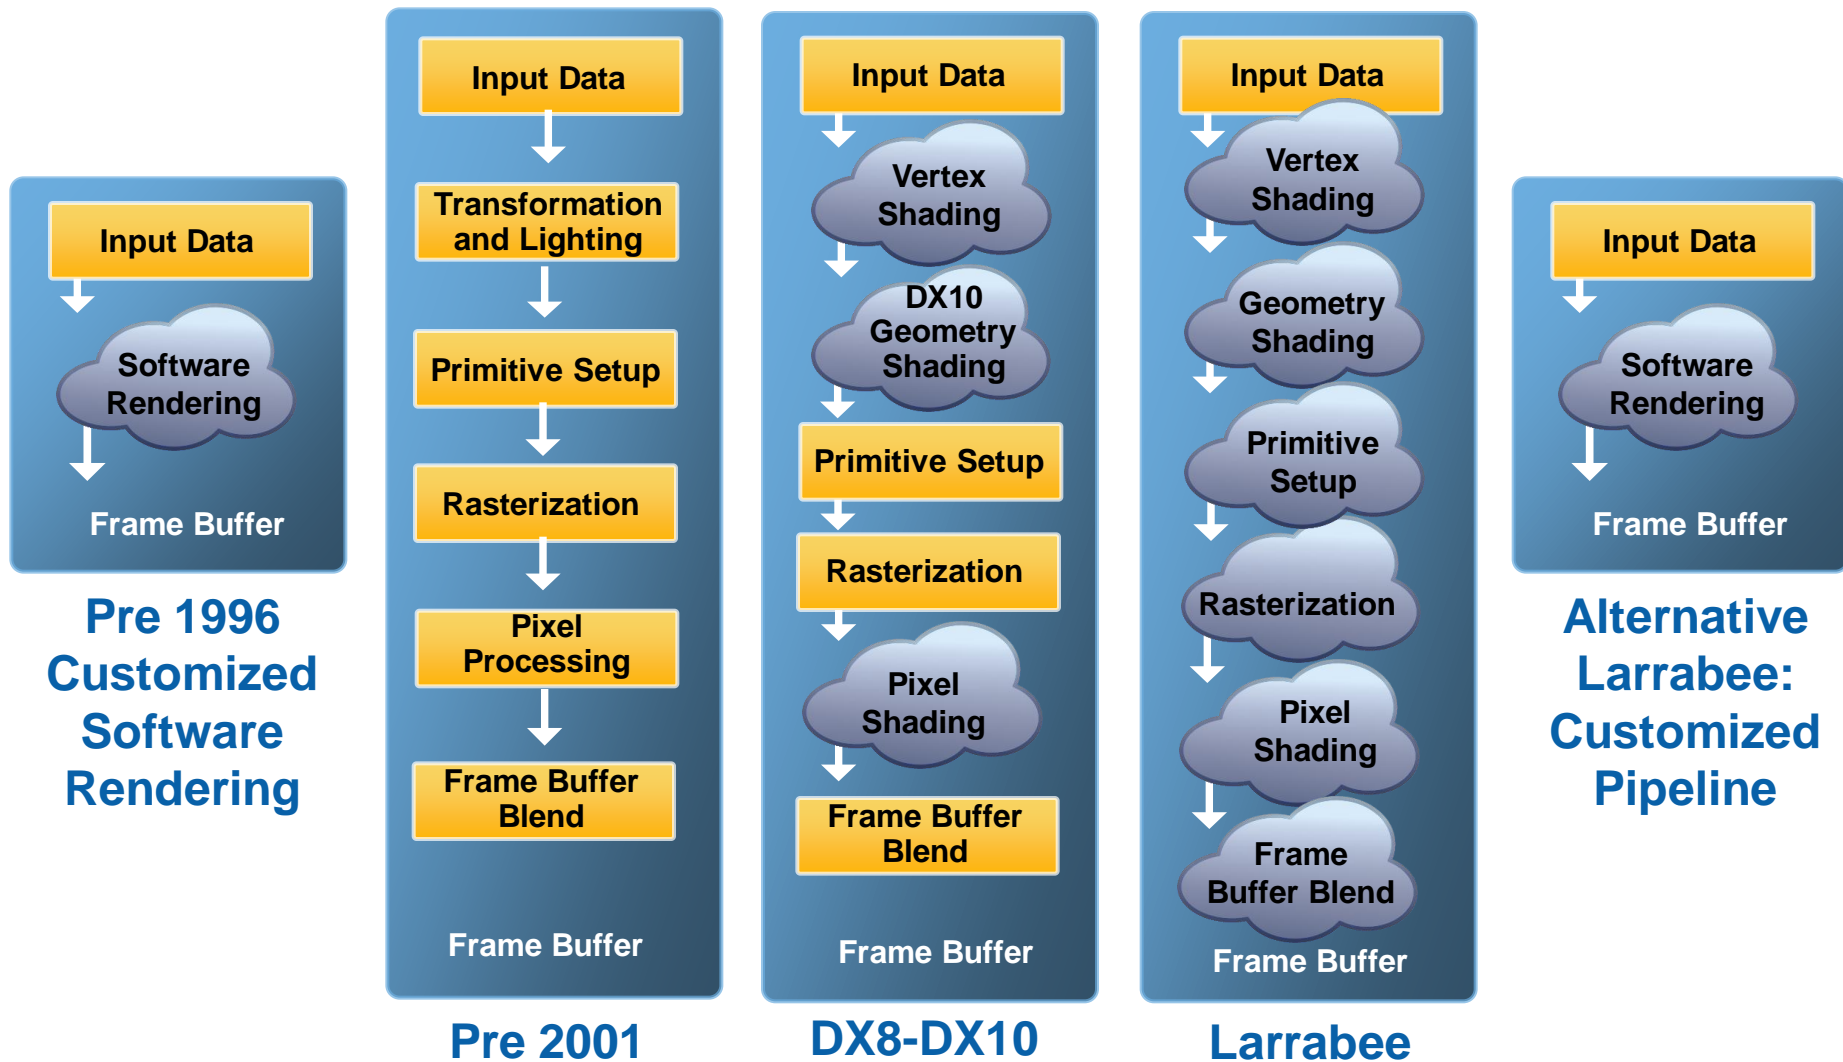 Input Data
Software
Rendering
Frame Buffer
Pre 1996
Customized
Software
Rendering
Input Data
Transformation
and Lighting
Primitive Setup
Rasterization
Pixel
Processing
Frame Buffer
Blend
Frame Buffer
Pre 2001
Input Data
Vertex
Shading
DX10
Geometry
Shading
Primitive Setup
Rasterization
Pixel
Shading
Frame Buffer
Blend
Frame Buffer
DX8-DX10
Input Data
Vertex
Shading
Geometry
Shading
Primitive
Setup
Rasterization
Pixel
Shading
Frame
Buffer Blend
Frame Buffer
Larrabee
Input Data
Software
Rendering
Frame Buffer
Alternative
Larrabee:
Customized
Pipeline